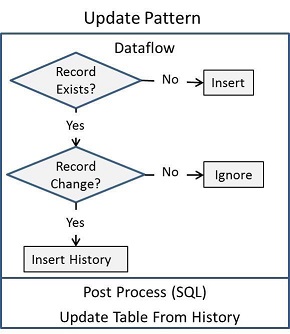 Update Pattern
Dataflow
Record
Exists?
No
Insert
Yes
Record
Change?
No
Ignore
Yes
Insert History
Post Process (SQL)
Update Table From History